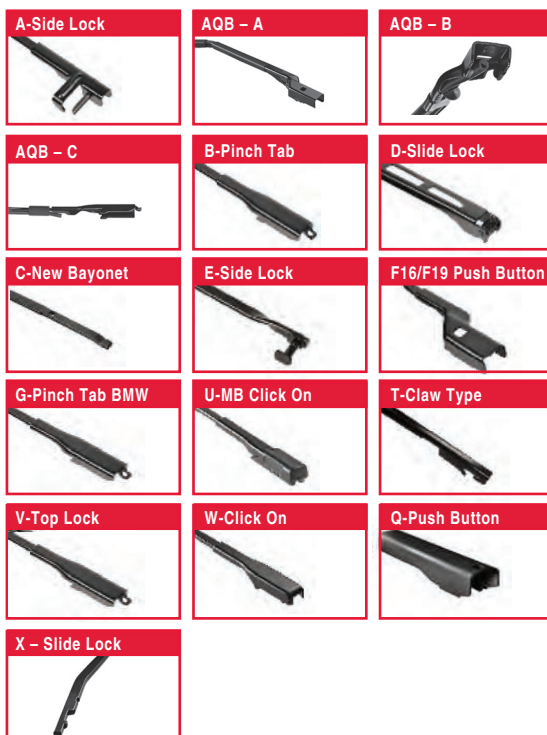 A-Side Lock
AQB – A
AQB – B
AQB – C
B-Pinch Tab
D-Slide Lock
C-New Bayonet
E-Side Lock
F16/F19 Push Button
G-Pinch Tab BMW
U-MB Click On
T-Claw Type
V-Top Lock
W-Click On
Q-Push Button
X – Slide Lock